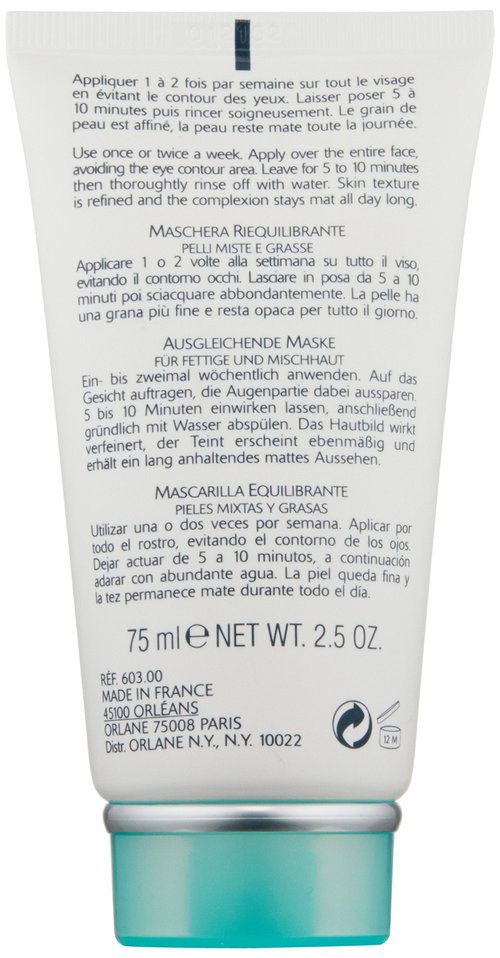 Appliquer 1 à 2 fois par semaine sur tout le visage
en évitant le contour des yeux. Laisser poser 5 à
10 minutes puis rincer soigneusement. Le grain de
peau est affiné, la peau reste mate toute la journée.
Use once or twice a week. Apply over the entire face,
avoiding the eye contour area. Leave for 5 to 10 minutes
then thoroughly rinse off with water. Skin texture
is refined and the complexion stays mat all day long.
MASCHERA RIEQUILIBRANTE
PELLI MISTE E GRASSE
Applicare 1 o 2 volte alla settimana su tutto il viso,
evitando il contorno occhi. Lasciare in posa da 5 a 10
minuti poi sciacquare abbondantemente. La pelle ha
una grana più fine e resta opaca per tutto il giorno.
AUSGLEICHENDE MASKE
FÜR FETTIGE UND MISCHHAUT
Ein- bis zweimal wöchentlich anwenden. Auf das
Gesicht auftragen, die Augenpartie dabei aussparen.
5 bis 10 Minuten einwirken lassen, anschließend
gründlich mit Wasser abspülen. Das Hautbild wirkt
verfeinert, der Teint erscheint ebenmäßig und
erhält ein lang anhaltendes mattes Aussehen.
MASCARILLA EQUILIBRANTE
PIELES MIXTAS Y GRASAS
Utilizar una o dos veces por semana. Aplicar por
todo el rostro, evitando el contorno de los ojos.
Dejar actuar de 5 a 10 minutos, a continuación
adarar con abundante agua. La piel queda fina y
la tez permanece mate durante todo el día.
75 ml e NET WT. 2.5 OZ.
RÉF. 603.00
MADE IN FRANCE
45100 ORLÉANS
ORLANE 75008 PARIS
Distr. ORLANE N.Y., N.Y. 10022
12 M